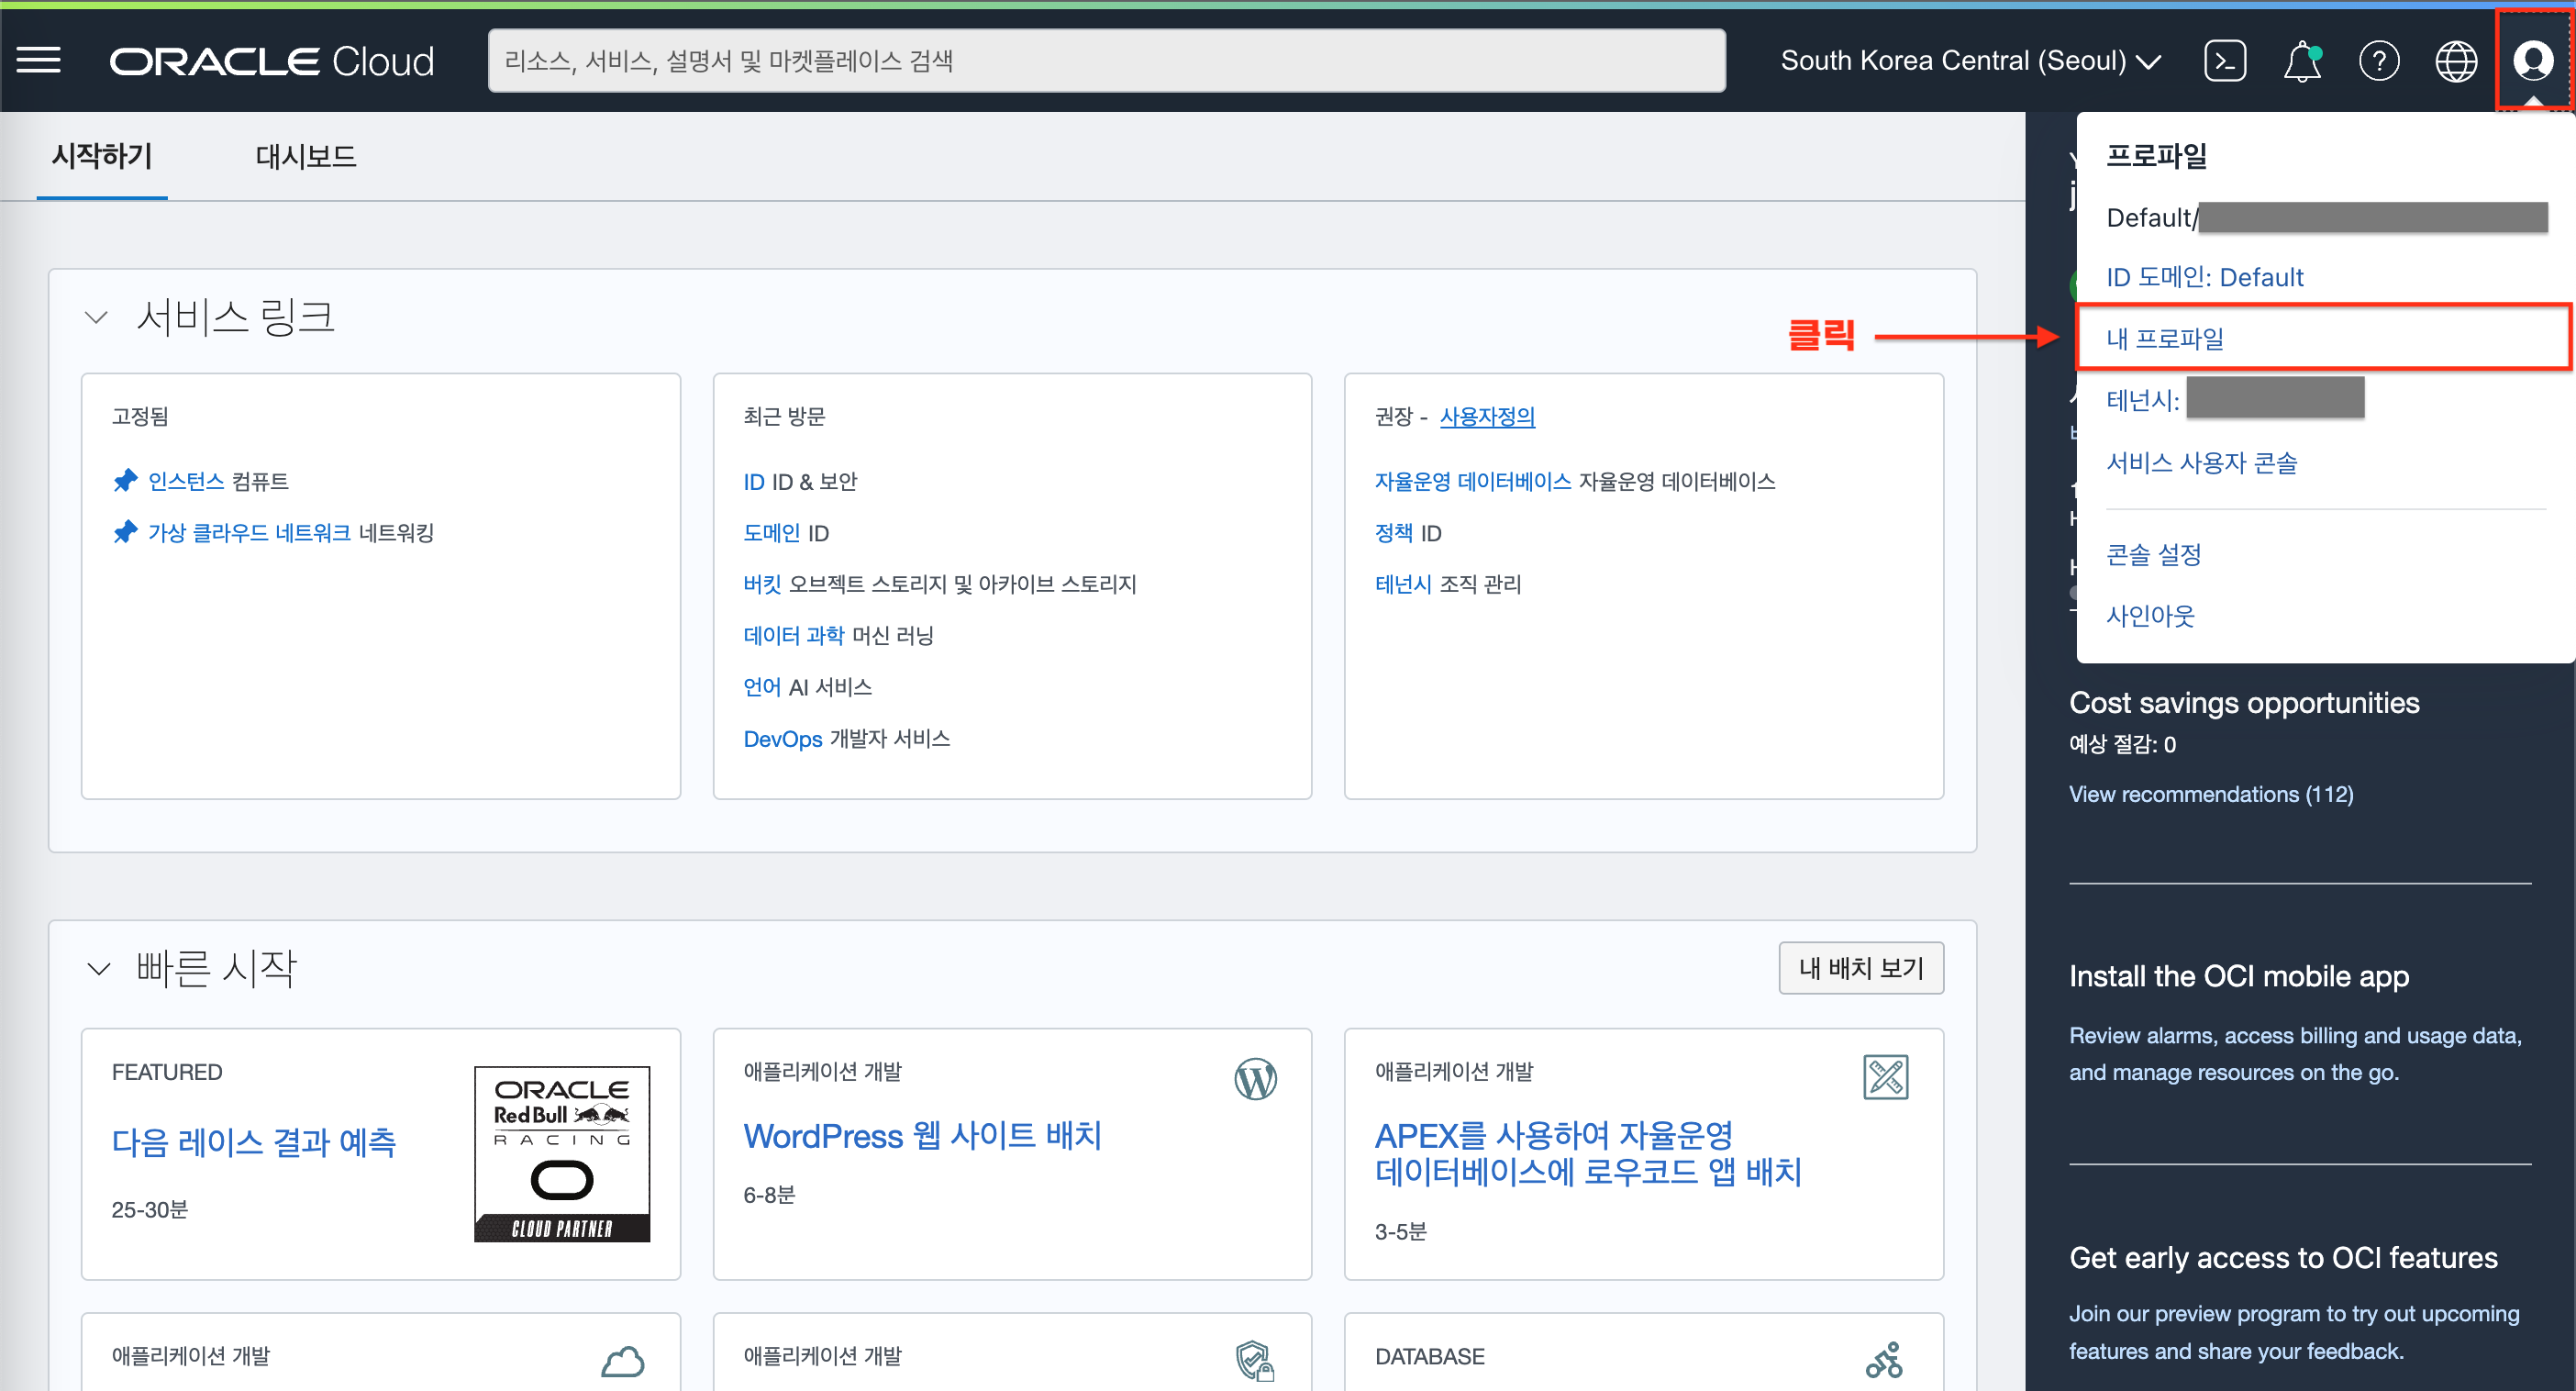 ORACLE Cloud
리소스, 서비스, 설명서 및 마켓플레이스 검색
South Korea Central (Seoul)
시작하기
대시보드
프로파일
Default/
ID 도메인: Default
내 프로파일
테넌시:
서비스 사용자 콘솔
콘솔 설정
사인아웃
클릭
서비스 링크
고정됨
인스턴스 컴퓨트
가상 클라우드 네트워크 네트워킹
최근 방문
ID ID & 보안
도메인 ID
버킷 오브젝트 스토리지 및 아카이브 스토리지
데이터 과학 머신 러닝
언어 AI 서비스
DevOps 개발자 서비스
권장 - 사용자정의
자율운영 데이터베이스 자율운영 데이터베이스
정책 ID
테넌시 조직 관리
Cost savings opportunities
예상 절감: 0
View recommendations (112)
빠른 시작
내 배치 보기
FEATURED
다음 레이스 결과 예측
25-30분
ORACLE
Red Bull
RACING
CLOUD PARTNER
애플리케이션 개발
WordPress 웹 사이트 배치
6-8분
애플리케이션 개발
APEX를 사용하여 자율운영
데이터베이스에 로우코드 앱 배치
3-5분
Install the OCI mobile app
Review alarms, access billing and usage data,
and manage resources on the go.
Get early access to OCI features
Join our preview program to try out upcoming
features and share your feedback.
애플리케이션 개발
애플리케이션 개발
DATABASE